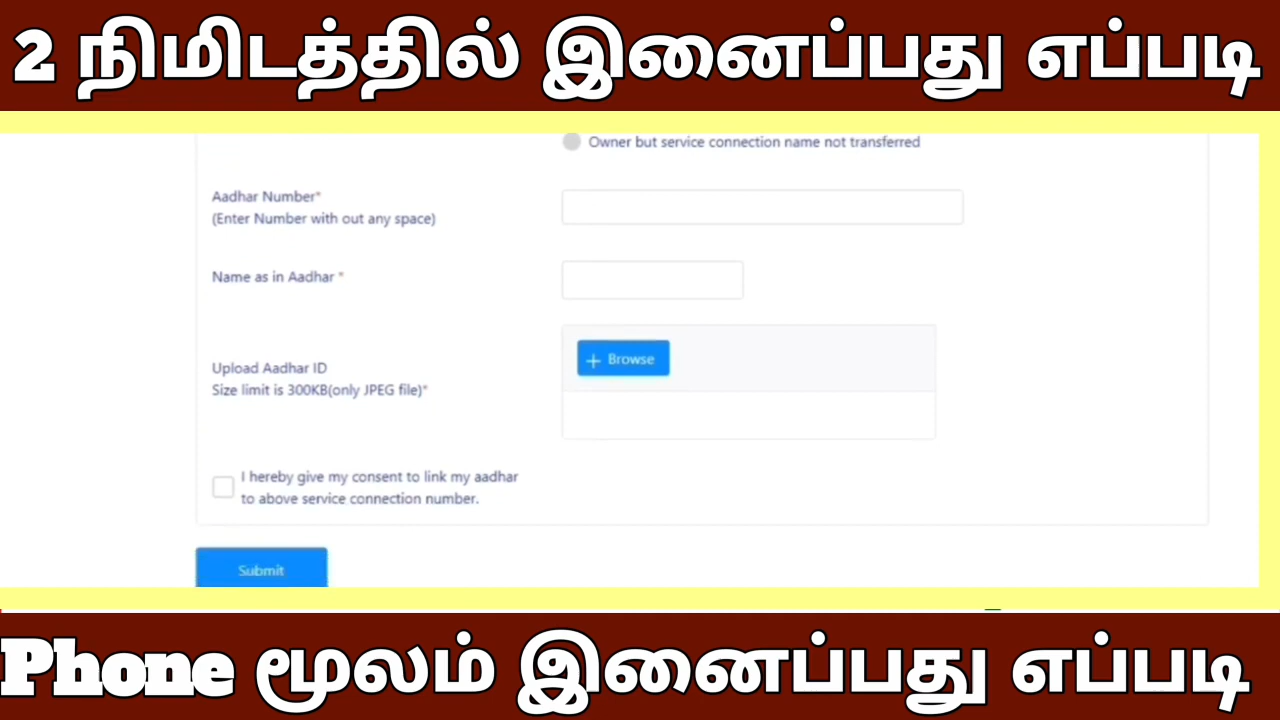 2 நிமிடத்தில் இனைப்பது எப்படி
Owner but service connection name not transferred
Aadhar Number*
(Enter Number with out any space)
Name as in Aadhar *
Upload Aadhar ID
Size limit is 300KB(only JPEG file)*
+ Browse
I hereby give my consent to link my aadhar
to above service connection number.
Submit
Phone மூலம் இனைப்பது எப்படி